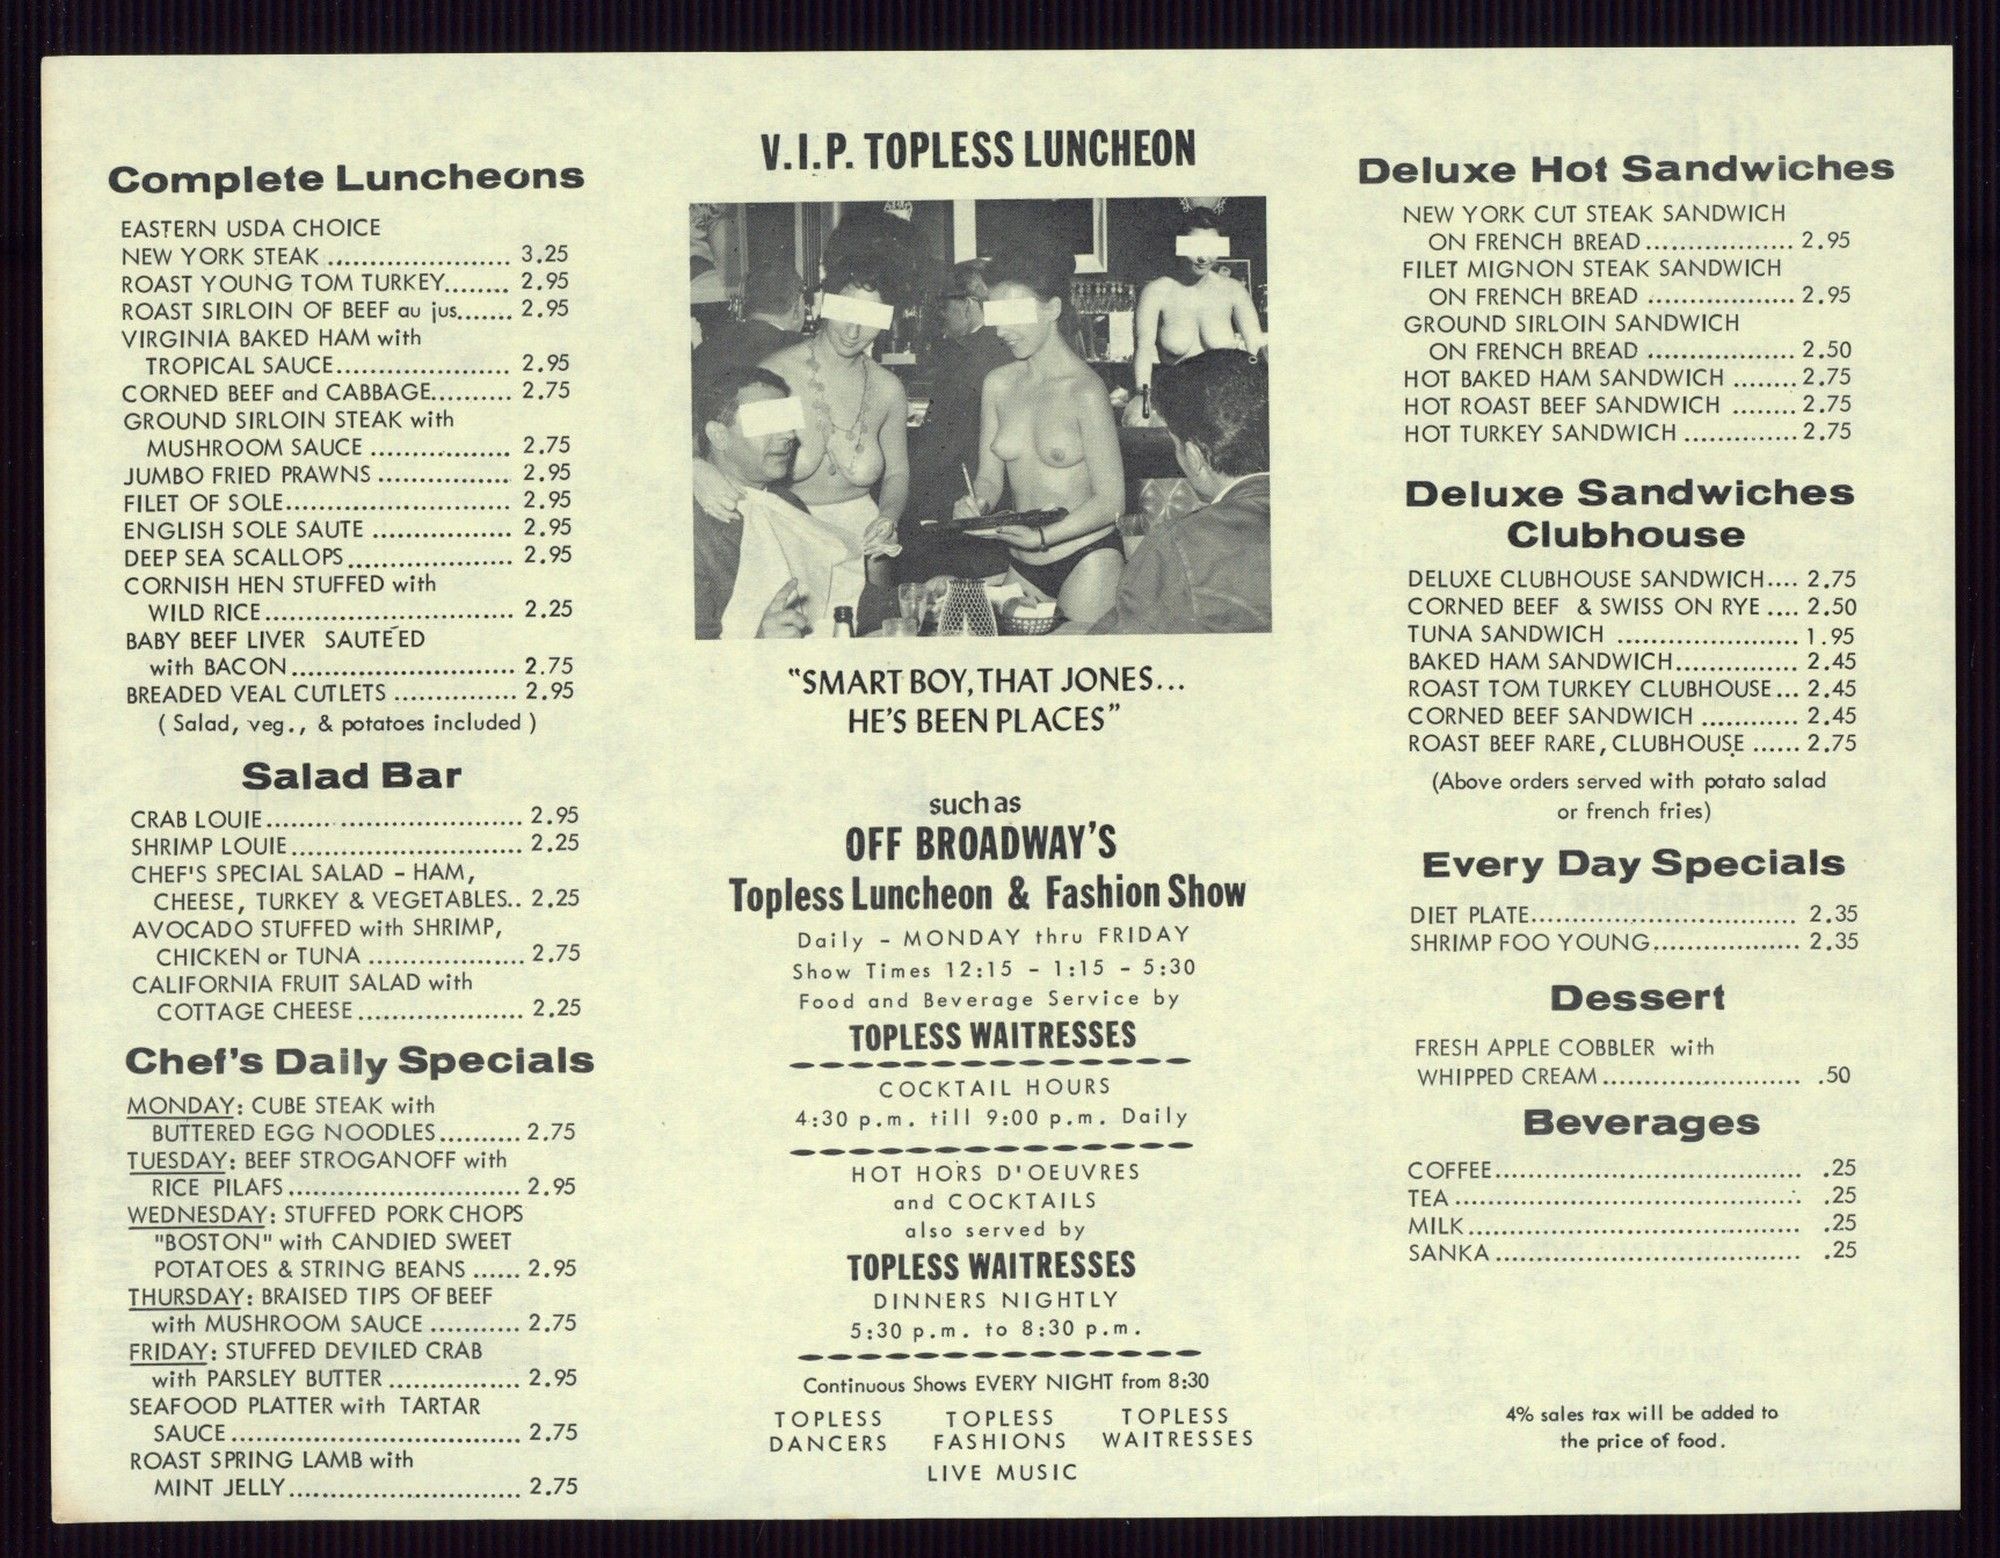 Complete Luncheons
EASTERN USDA CHOICE
NEW YORK STEAK ...................... 3.25
ROAST YOUNG TOM TURKEY........ 2.95
ROAST SIRLOIN OF BEEF au jus....... 2.95
VIRGINIA BAKED HAM with
TROPICAL SAUCE..................... 2.95
CORNED BEEF and CABBAGE.......... 2.75
GROUND SIRLOIN STEAK with
MUSHROOM SAUCE ................. 2.75
JUMBO FRIED PRAWNS ................ 2.95
FILET OF SOLE........................... 2.95
ENGLISH SOLE SAUTE ................. 2.95
DEEP SEA SCALLOPS.................... 2.95
CORNISH HEN STUFFED with
WILD RICE.............................. 2.25
BABY BEEF LIVER SAUTÉED
with BACON........................... 2.75
BREADED VEAL CUTLETS ............... 2.95
( Salad, veg., & potatoes included )
Salad Bar
CRAB LOUIE............................... 2.95
SHRIMP LOUIE............................ 2.25
CHEF'S SPECIAL SALAD - HAM,
CHEESE, TURKEY & VEGETABLES.. 2.25
AVOCADO STUFFED with SHRIMP,
CHICKEN or TUNA ................... 2.75
CALIFORNIA FRUIT SALAD with
COTTAGE CHEESE.................... 2.25
Chef's Daily Specials
MONDAY: CUBE STEAK with
BUTTERED EGG NOODLES.......... 2.75
TUESDAY: BEEF STROGANOFF with
RICE PILAFS............................ 2.95
WEDNESDAY: STUFFED PORK CHOPS
"BOSTON" with CANDIED SWEET
POTATOES & STRING BEANS ...... 2.95
THURSDAY: BRAISED TIPS OF BEEF
with MUSHROOM SAUCE ........... 2.75
FRIDAY: STUFFED DEVILED CRAB
with PARSLEY BUTTER ................ 2.95
SEAFOOD PLATTER with TARTAR
SAUCE ................................... 2.75
ROAST SPRING LAMB with
MINT JELLY............................ 2.75
V.I.P. TOPLESS LUNCHEON
"SMART BOY, THAT JONES...
HE'S BEEN PLACES"
such as
OFF BROADWAY'S
Topless Luncheon & Fashion Show
Daily - MONDAY thru FRIDAY
Show Times 12:15 - 1:15 - 5:30
Food and Beverage Service by
TOPLESS WAITRESSES
COCKTAIL HOURS
4:30 p.m. till 9:00 p.m. Daily
HOT HORS D'OEUVRES
and COCKTAILS
also served by
TOPLESS WAITRESSES
DINNERS NIGHTLY
5:30 p.m. to 8:30 p.m.
Continuous Shows EVERY NIGHT from 8:30
TOPLESS TOPLESS TOPLESS
DANCERS FASHIONS WAITRESSES
LIVE MUSIC
Deluxe Hot Sandwiches
NEW YORK CUT STEAK SANDWICH
ON FRENCH BREAD .................. 2.95
FILET MIGNON STEAK SANDWICH
ON FRENCH BREAD .................. 2.95
GROUND SIRLOIN SANDWICH
ON FRENCH BREAD .................. 2.50
HOT BAKED HAM SANDWICH ........ 2.75
HOT ROAST BEEF SANDWICH ........ 2.75
HOT TURKEY SANDWICH .............. 2.75
Deluxe Sandwiches
Clubhouse
DELUXE CLUBHOUSE SANDWICH.... 2.75
CORNED BEEF & SWISS ON RYE .... 2.50
TUNA SANDWICH ...................... 1.95
BAKED HAM SANDWICH............... 2.45
ROAST TOM TURKEY CLUBHOUSE... 2.45
CORNED BEEF SANDWICH ............ 2.45
ROAST BEEF RARE, CLUBHOUSE ...... 2.75
(Above orders served with potato salad
or french fries)
Every Day Specials
DIET PLATE................................ 2.35
SHRIMP FOO YOUNG.................. 2.35
Dessert
FRESH APPLE COBBLER with
WHIPPED CREAM........................ .50
Beverages
COFFEE..................................... .25
TEA .......................................... .25
MILK........................................ .25
SANKA ..................................... .25
4% sales tax will be added to
the price of food.